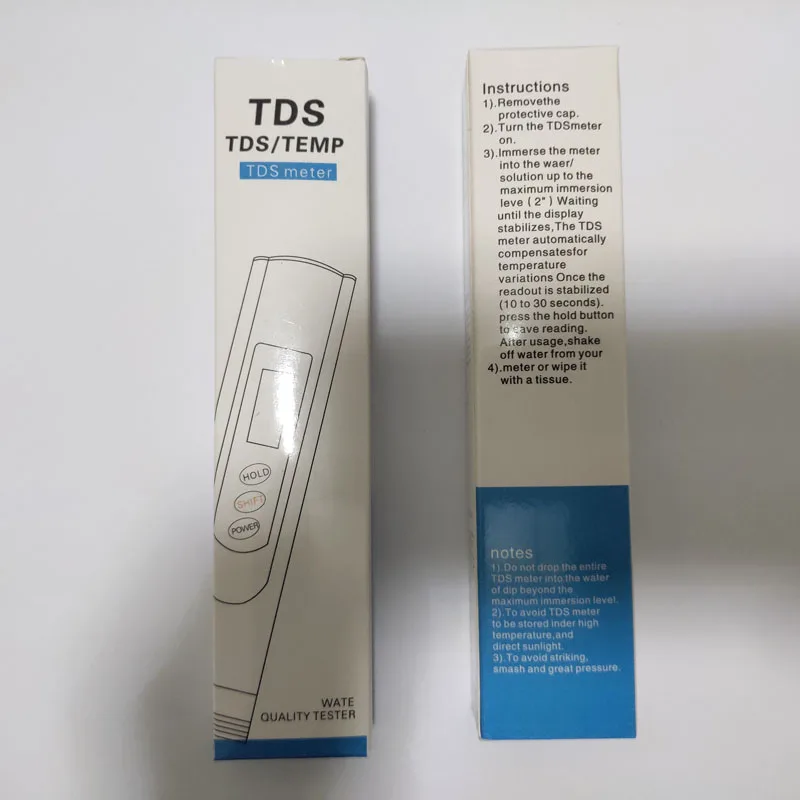 TDS
TDS/TEMP
TDS meter
HOLD
SHIFT
POWER
WATE
QUALITY TESTER
Instructions
1).Removethe
protective cap.
2).Turn the TDSmeter
on.
3).Immerse the meter
into the waer/
solution up to the
maximum immersion
leve ( 2" ) Waiting
until the display
stabilizes,The TDS
meter automatically
compensatesfor
temperature
variations Once the
readout is stabilized
(10 to 30 seconds).
press the hold button
to save reading.
After usage,shake
off water from your
4).meter or wipe it
with a tissue.
notes
1).Do not drop the entire
TDS meter into the water
of dip beyond the
maximum immersion level.
2).To avoid TDS meter
to be stored inder high
temperature,and
direct sunlight.
3).To avoid striking,
smash and great pressure.